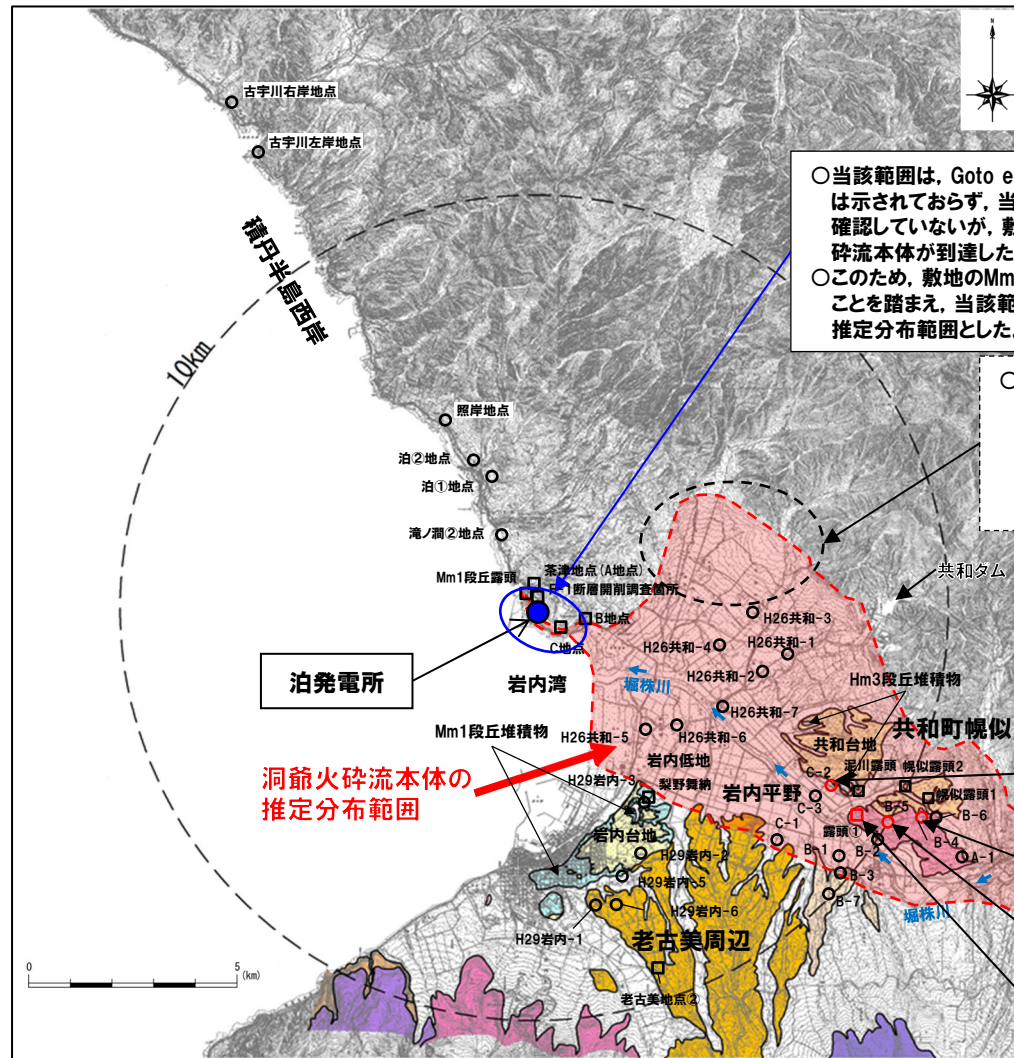 N
古宇川右岸地点
古宇川左岸地点
積丹半島西岸
10km
○当該範囲は, Goto e
は示されておらず, 当
確認していないが, 敷
砕流本体が到達した
○このため, 敷地のMm
ことを踏まえ, 当該範
推定分布範囲とした.
○
照岸地点
泊②地点
泊①地点
滝ノ澗②地点
Mm1段丘露頭
茶津地点(A地点)
F-1断層開削調査箇所
B地点
C地点
共和ダム
H26共和-3
H26共和-4
H26共和-1
H26共和-2
泊発電所
岩内湾
堀株川
Hm3段丘堆積物
H26共和-7
Mm1段丘堆積物
H26共和-5
H26共和-6
共和町幌似
共和台地
岩内低地
洞爺火砕流本体の
推定分布範囲
H29岩内-3
梨野舞納
岩内平野
C-2
泥川露頭
幌似露頭2
幌似露頭1
C-3
B-5
B-6
岩内台地
C-1
露頭①
B-4
B-1
B-2
A-1
H29岩内-2
B-3
H29岩内-5
B-7
H29岩内-6
堀株川
H29岩内-1
老古美周辺
0
5
(km)
老古美地点②